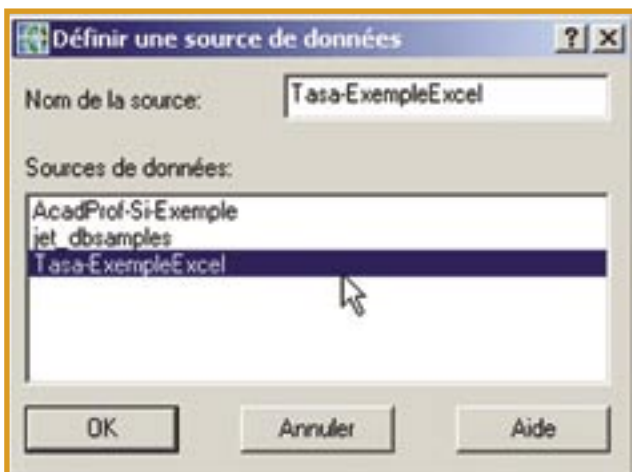 Définir une source de données
Nom de la source: Tasa-ExempleExcel
Sources de données:
AcadProf-Si-Exemple
jet_dbsamples
Tasa-ExempleExcel
OK Annuler Aide